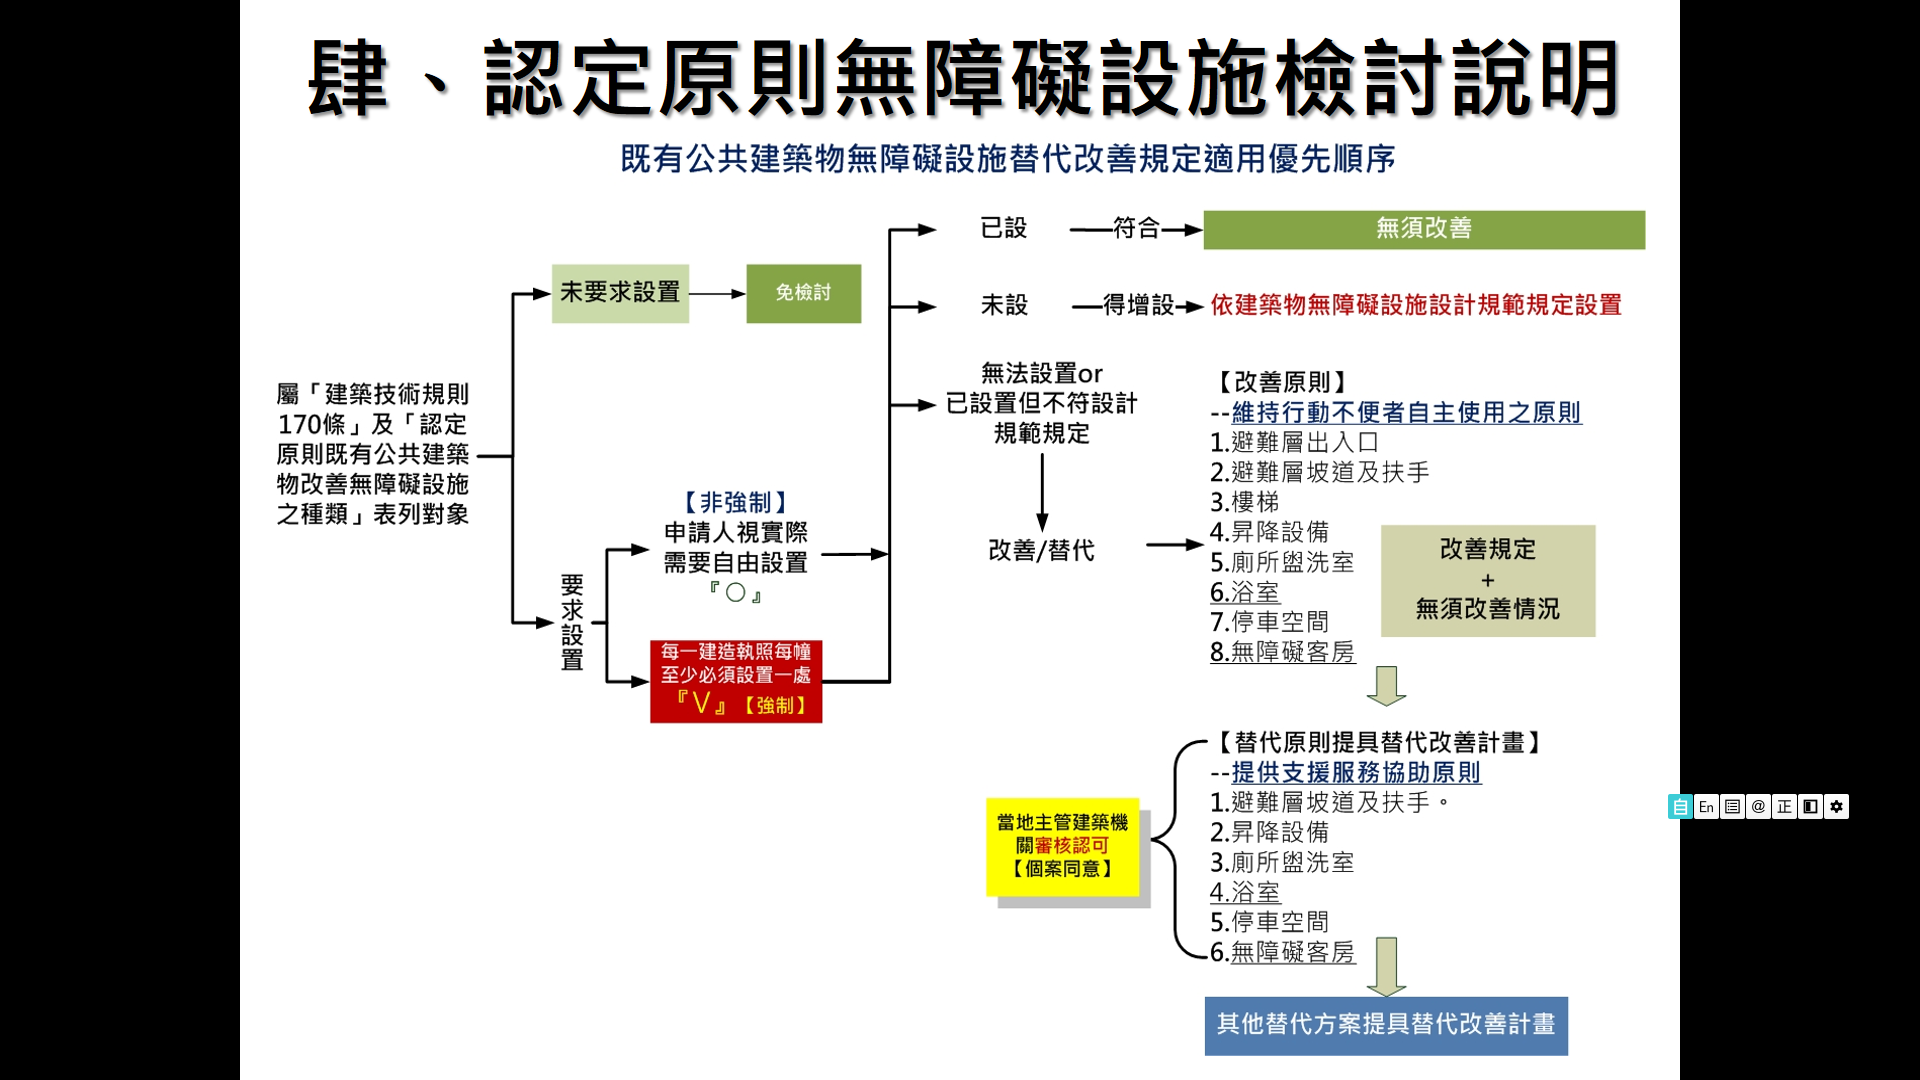 肆、認定原則無障礙設施檢討說明
既有公共建築物無障礙設施替代改善規定適用優先順序
屬「建築技術規則
170條」及「認定
原則既有公共建築
物改善無障礙設施
之種類」表列對象
未要求設置
免檢討
要
求
設
置
【非強制】
申請人視實際
需要自由設置
『○』
每一建造執照每幢
至少必須設置一處
『V』【強制】
已設
符合
無須改善
未設
得增設
依建築物無障礙設施設計規範規定設置
無法設置or
已設置但不符設計
規範規定
改善/替代
【改善原則】
--維持行動不便者自主使用之原則
1.避難層出入口
2.避難層坡道及扶手
3.樓梯
4.昇降設備
5.廁所盥洗室
6.浴室
7.停車空間
8.無障礙客房
改善規定
+
無須改善情況
當地主管建築機
關審核認可
【個案同意】
【替代原則提具替代改善計畫】
--提供支援服務協助原則
1.避難層坡道及扶手。
2.昇降設備
3.廁所盥洗室
4.浴室
5.停車空間
6.無障礙客房
其他替代方案提具替代改善計畫
自 En @ 正